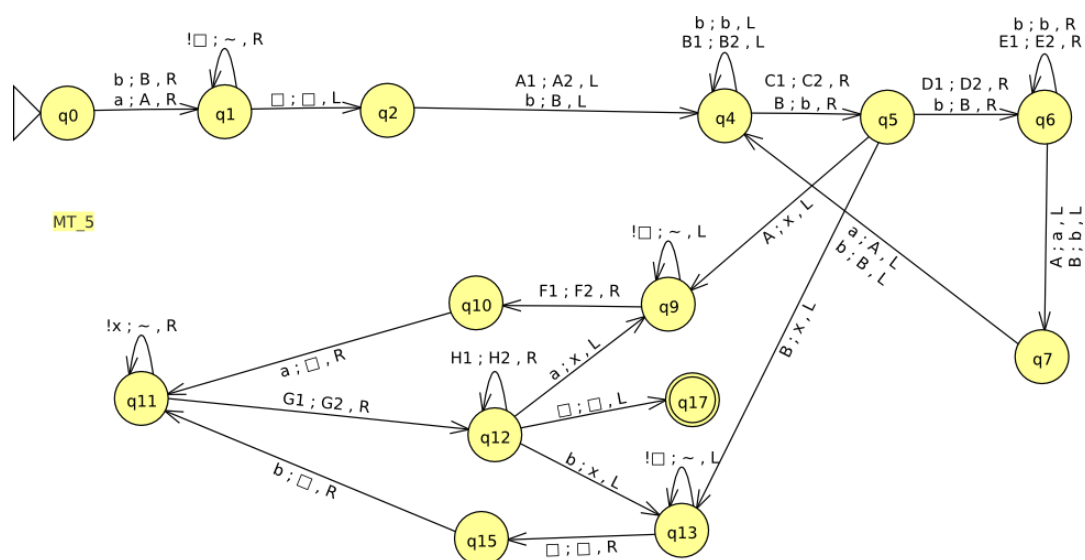 b ; b , L
B1 ; B2 , L
b ; b , R
E1 ; E2 , R
!□ ; ~ , R
b ; B , R
a ; A , R
□ ; □ , L
A1 ; A2 , L
b ; B , L
C1 ; C2 , R
B ; b , R
D1 ; D2 , R
b ; B , R
q0
q1
q2
q4
q5
q6
MT_5
A ; x , L
a ; A , L
b ; B , L
A ; a , L
B ; b , L
!□ ; ~ , L
F1 ; F2 , R
q10
q9
B ; x , L
!x ; ~ , R
a ; □ , R
H1 ; H2 , R
a ; x , L
q7
q11
G1 ; G2 , R
□ ; □ , L
q17
q12
b ; x , L
!□ ; ~ , L
b ; □ , R
q15
□ ; □ , R
q13